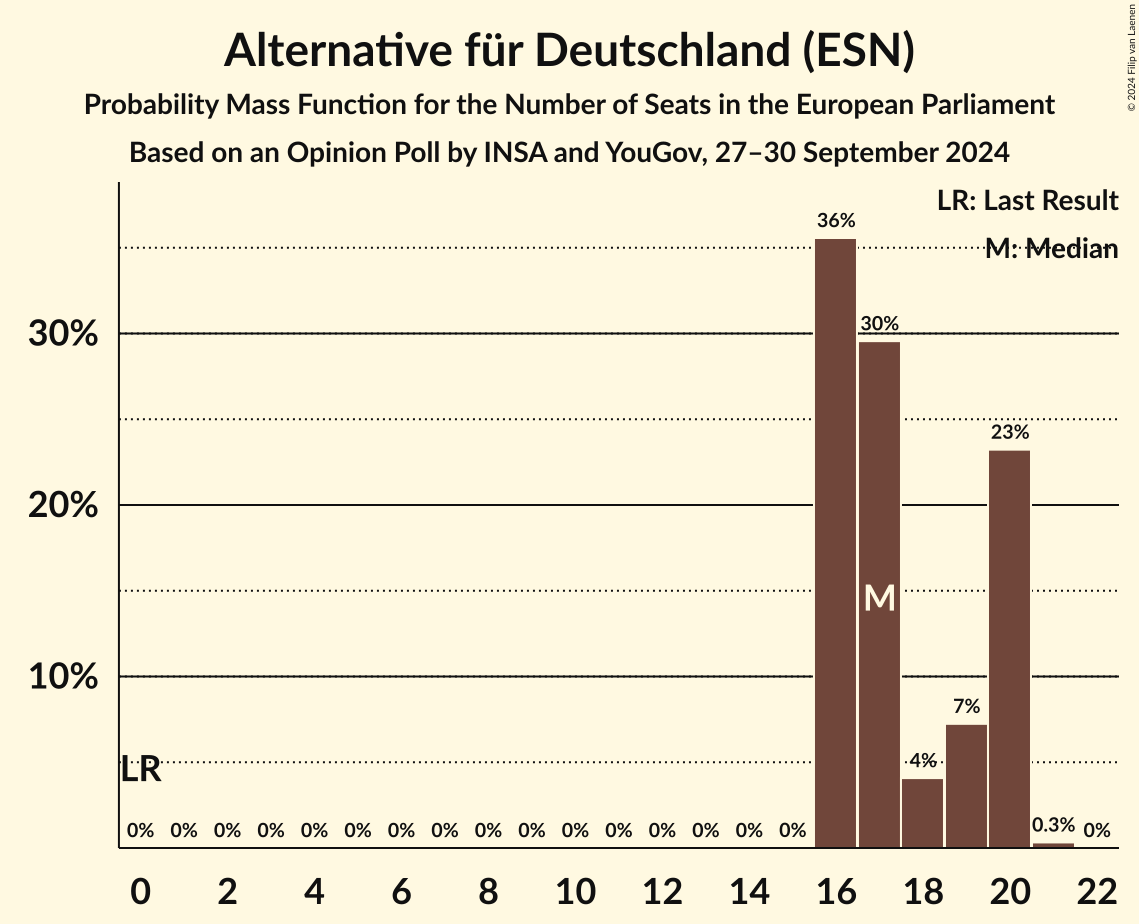 Alternative für Deutschland (ESN)
Probability Mass Function for the Number of Seats in the European Parliament
Based on an Opinion Poll by INSA and YouGov, 27–30 September 2024
© 2024 Filip van Laenen
LR: Last Result
M: Median
36%
30%
30%
23%
20%
M
10%
7%
4%
LR
0% 0% 0% 0% 0% 0% 0% 0% 0% 0% 0% 0% 0% 0% 0% 0% 0.3% 0%
0 2 4 6 8 10 12 14 16 18 20 22